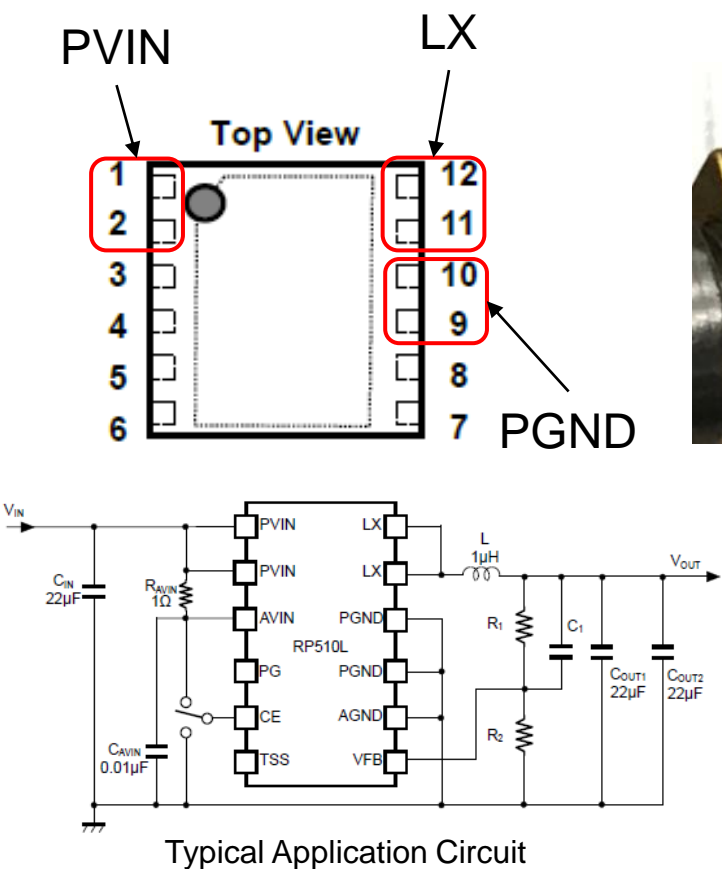 PVIN
LX
Top View
1
12
2
11
3
10
4
9
5
8
6
7
PGND
VIN
PVIN
LX
L
1μH
VOUT
CIN
22μF
RAVIN
1Ω
PVIN
LX
AVIN
PGND
R1
C1
RP510L
PG
PGND
COUT1
22μF
COUT2
22μF
CE
AGND
R2
CAVIN
0.01μF
TSS
VFB
Typical Application Circuit